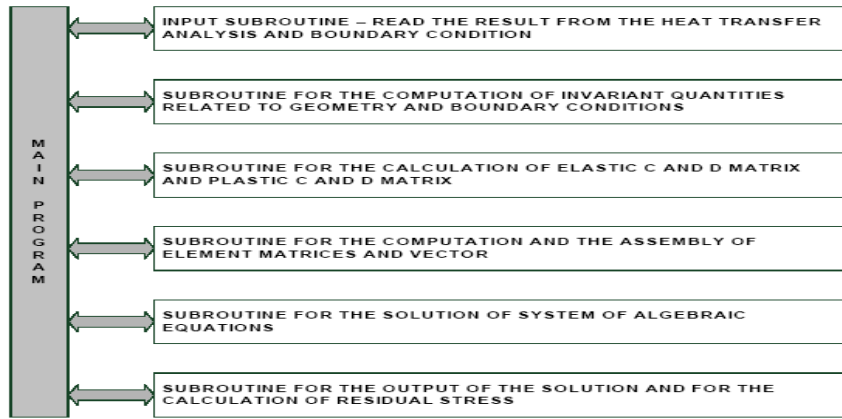 MAIN PROGRAM
INPUT SUBROUTINE – READ THE RESULT FROM THE HEAT TRANSFER
ANALYSIS AND BOUNDARY CONDITION
SUBROUTINE FOR THE COMPUTATION OF INVARIANT QUANTITIES
RELATED TO GEOMETRY AND BOUNDARY CONDITIONS
SUBROUTINE FOR THE CALCULATION OF ELASTIC C AND D MATRIX
AND PLASTIC C AND D MATRIX
SUBROUTINE FOR THE COMPUTATION AND THE ASSEMBLY OF
ELEMENT MATRICES AND VECTOR
SUBROUTINE FOR THE SOLUTION OF SYSTEM OF ALGEBRAIC
EQUATIONS
SUBROUTINE FOR THE OUTPUT OF THE SOLUTION AND FOR THE
CALCULATION OF RESIDUAL STRESS